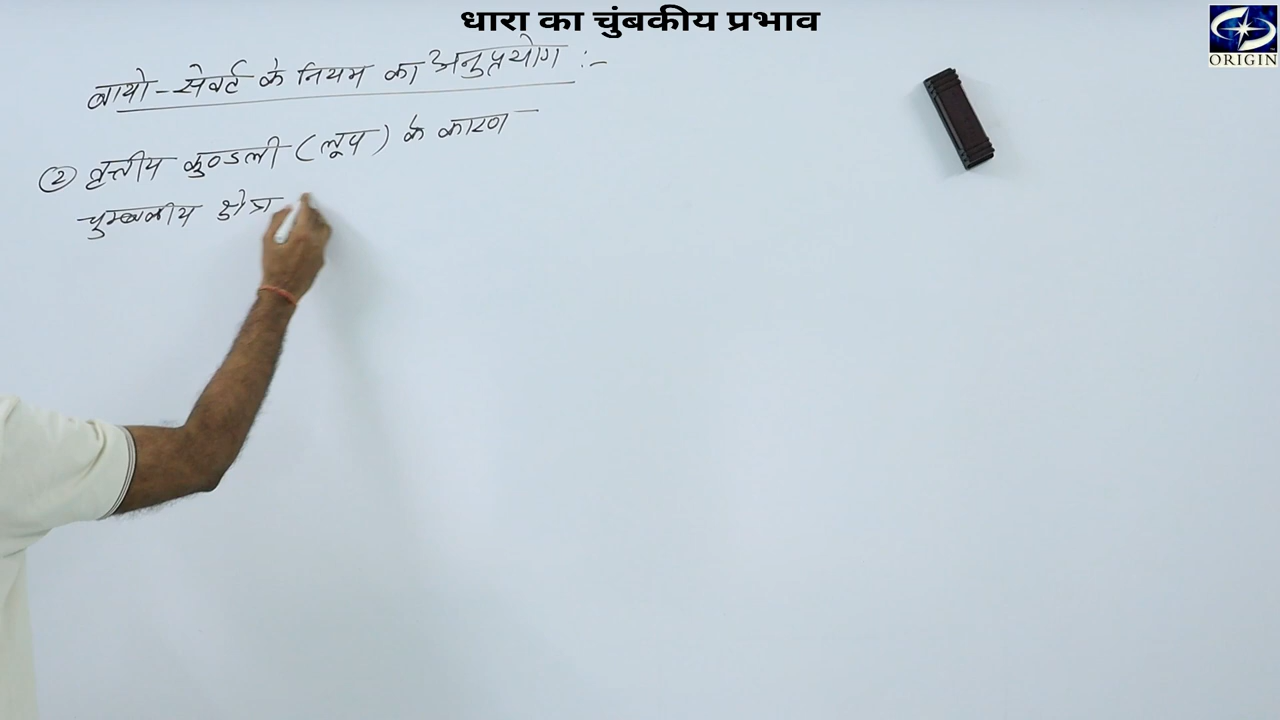 धारा का चुंबकीय प्रभाव
ORIGIN
बायो-सेवर्ट के नियम का अनुप्रयोग :-
② वृत्तीय कुण्डली (लूप) के कारण
चुम्बकीय क्षेत्र